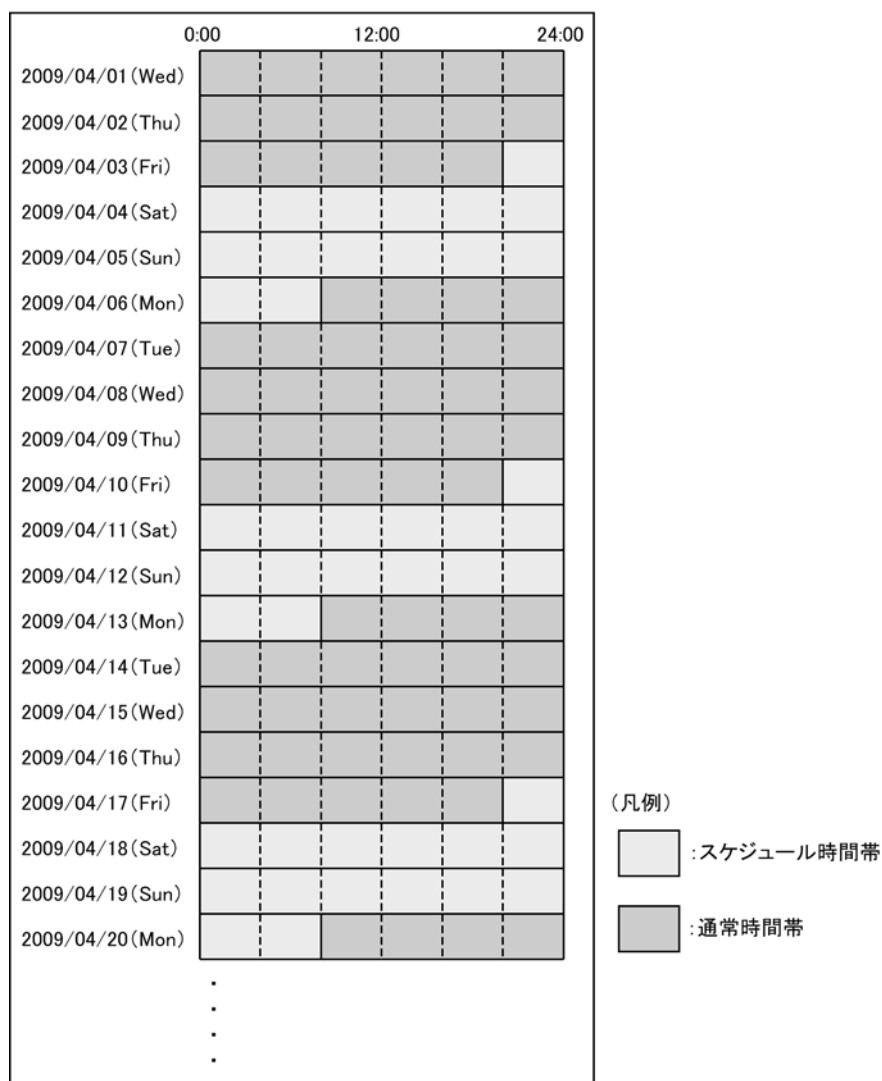 0:00 12:00 24:00
2009/04/01(Wed)
2009/04/02(Thu)
2009/04/03(Fri)
2009/04/04(Sat)
2009/04/05(Sun)
2009/04/06(Mon)
2009/04/07(Tue)
2009/04/08(Wed)
2009/04/09(Thu)
2009/04/10(Fri)
2009/04/11(Sat)
2009/04/12(Sun)
2009/04/13(Mon)
2009/04/14(Tue)
2009/04/15(Wed)
2009/04/16(Thu)
2009/04/17(Fri)
2009/04/18(Sat)
2009/04/19(Sun)
2009/04/20(Mon)
(凡例)
:スケジュール時間帯
:通常時間帯